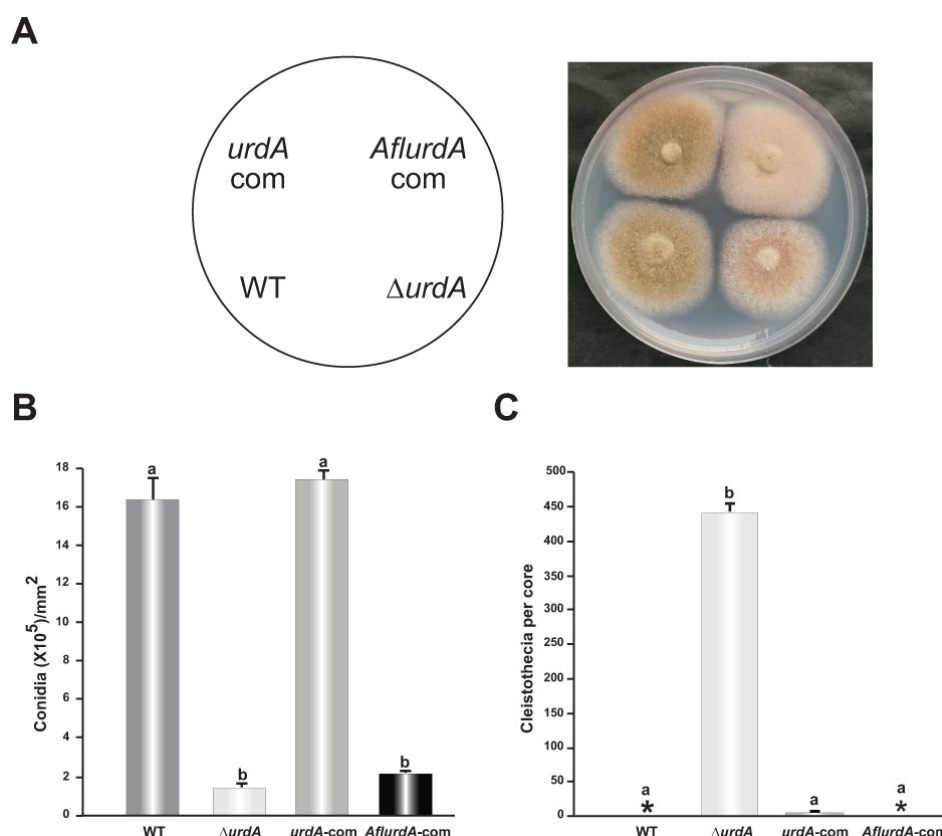 A
urdA
com
AflurdA
com
WT
ΔurdA
B
C
Conidia (X10⁵)/mm²
18
16
14
12
10
8
6
4
2
0
a
b
a
b
WT
ΔurdA
urdA-com
AflurdA-com
Cleistothecia per core
500
450
400
350
300
250
200
150
100
50
0
a
*
b
a
a
*
WT
ΔurdA
urdA-com
AflurdA-com